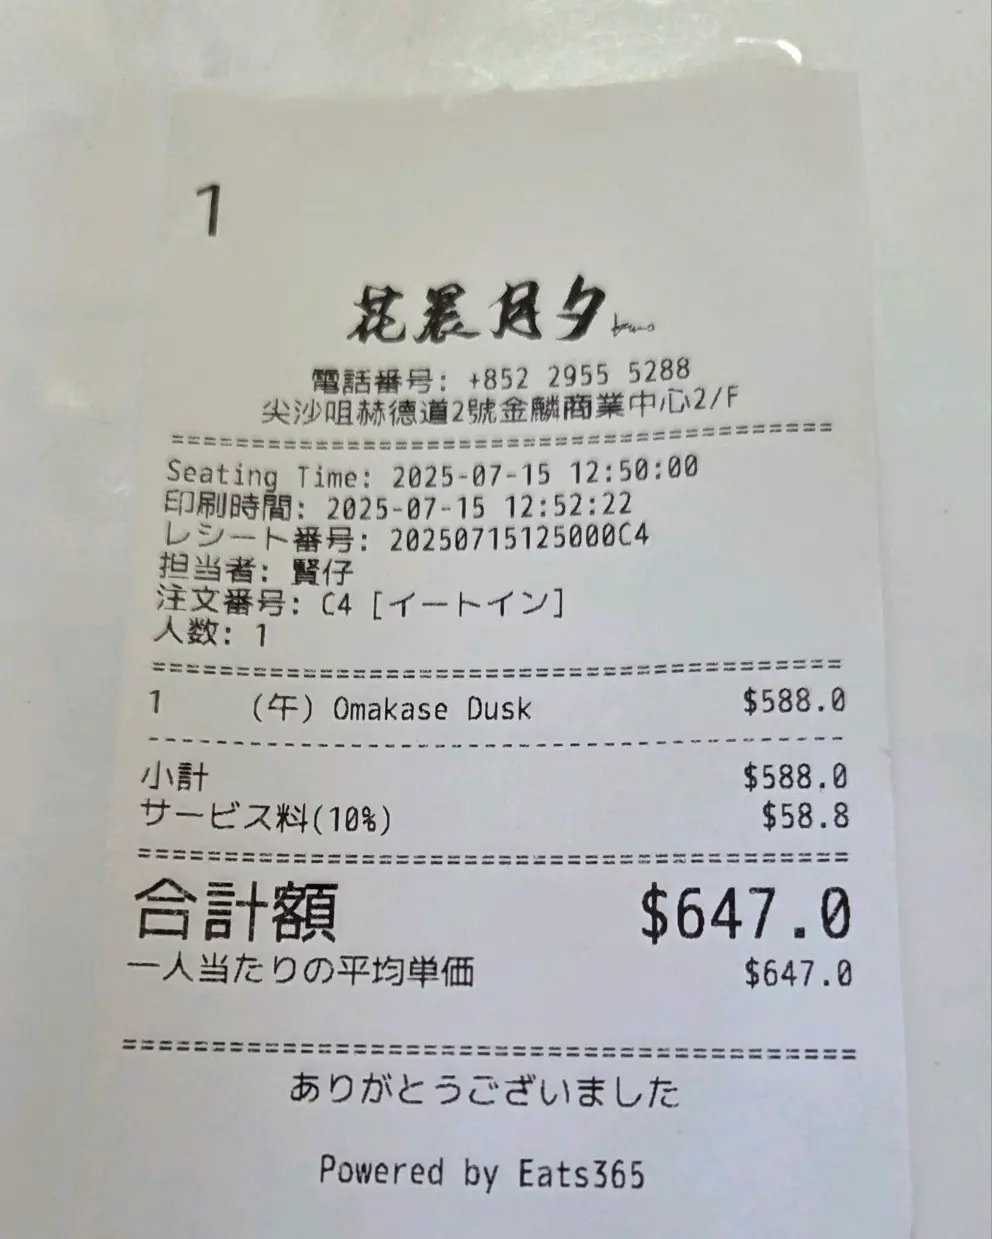 1
花晨月夕
電話番号: +852 2955 5288
尖沙咀赫德道2號金麟商業中心2/F
==========================================
Seating Time: 2025-07-15 12:50:00
印刷時間: 2025-07-15 12:52:22
レシート番号: 20250715125000C4
担当者: 賢仔
注文番号: C4 [イートイン]
人数: 1
==========================================
1 (午) Omakase Dusk $588.0
------------------------------------------
小計 $588.0
サービス料(10%) $58.8
==========================================
合計額 $647.0
一人当たりの平均単価 $647.0
==========================================
ありがとうございました
Powered by Eats365